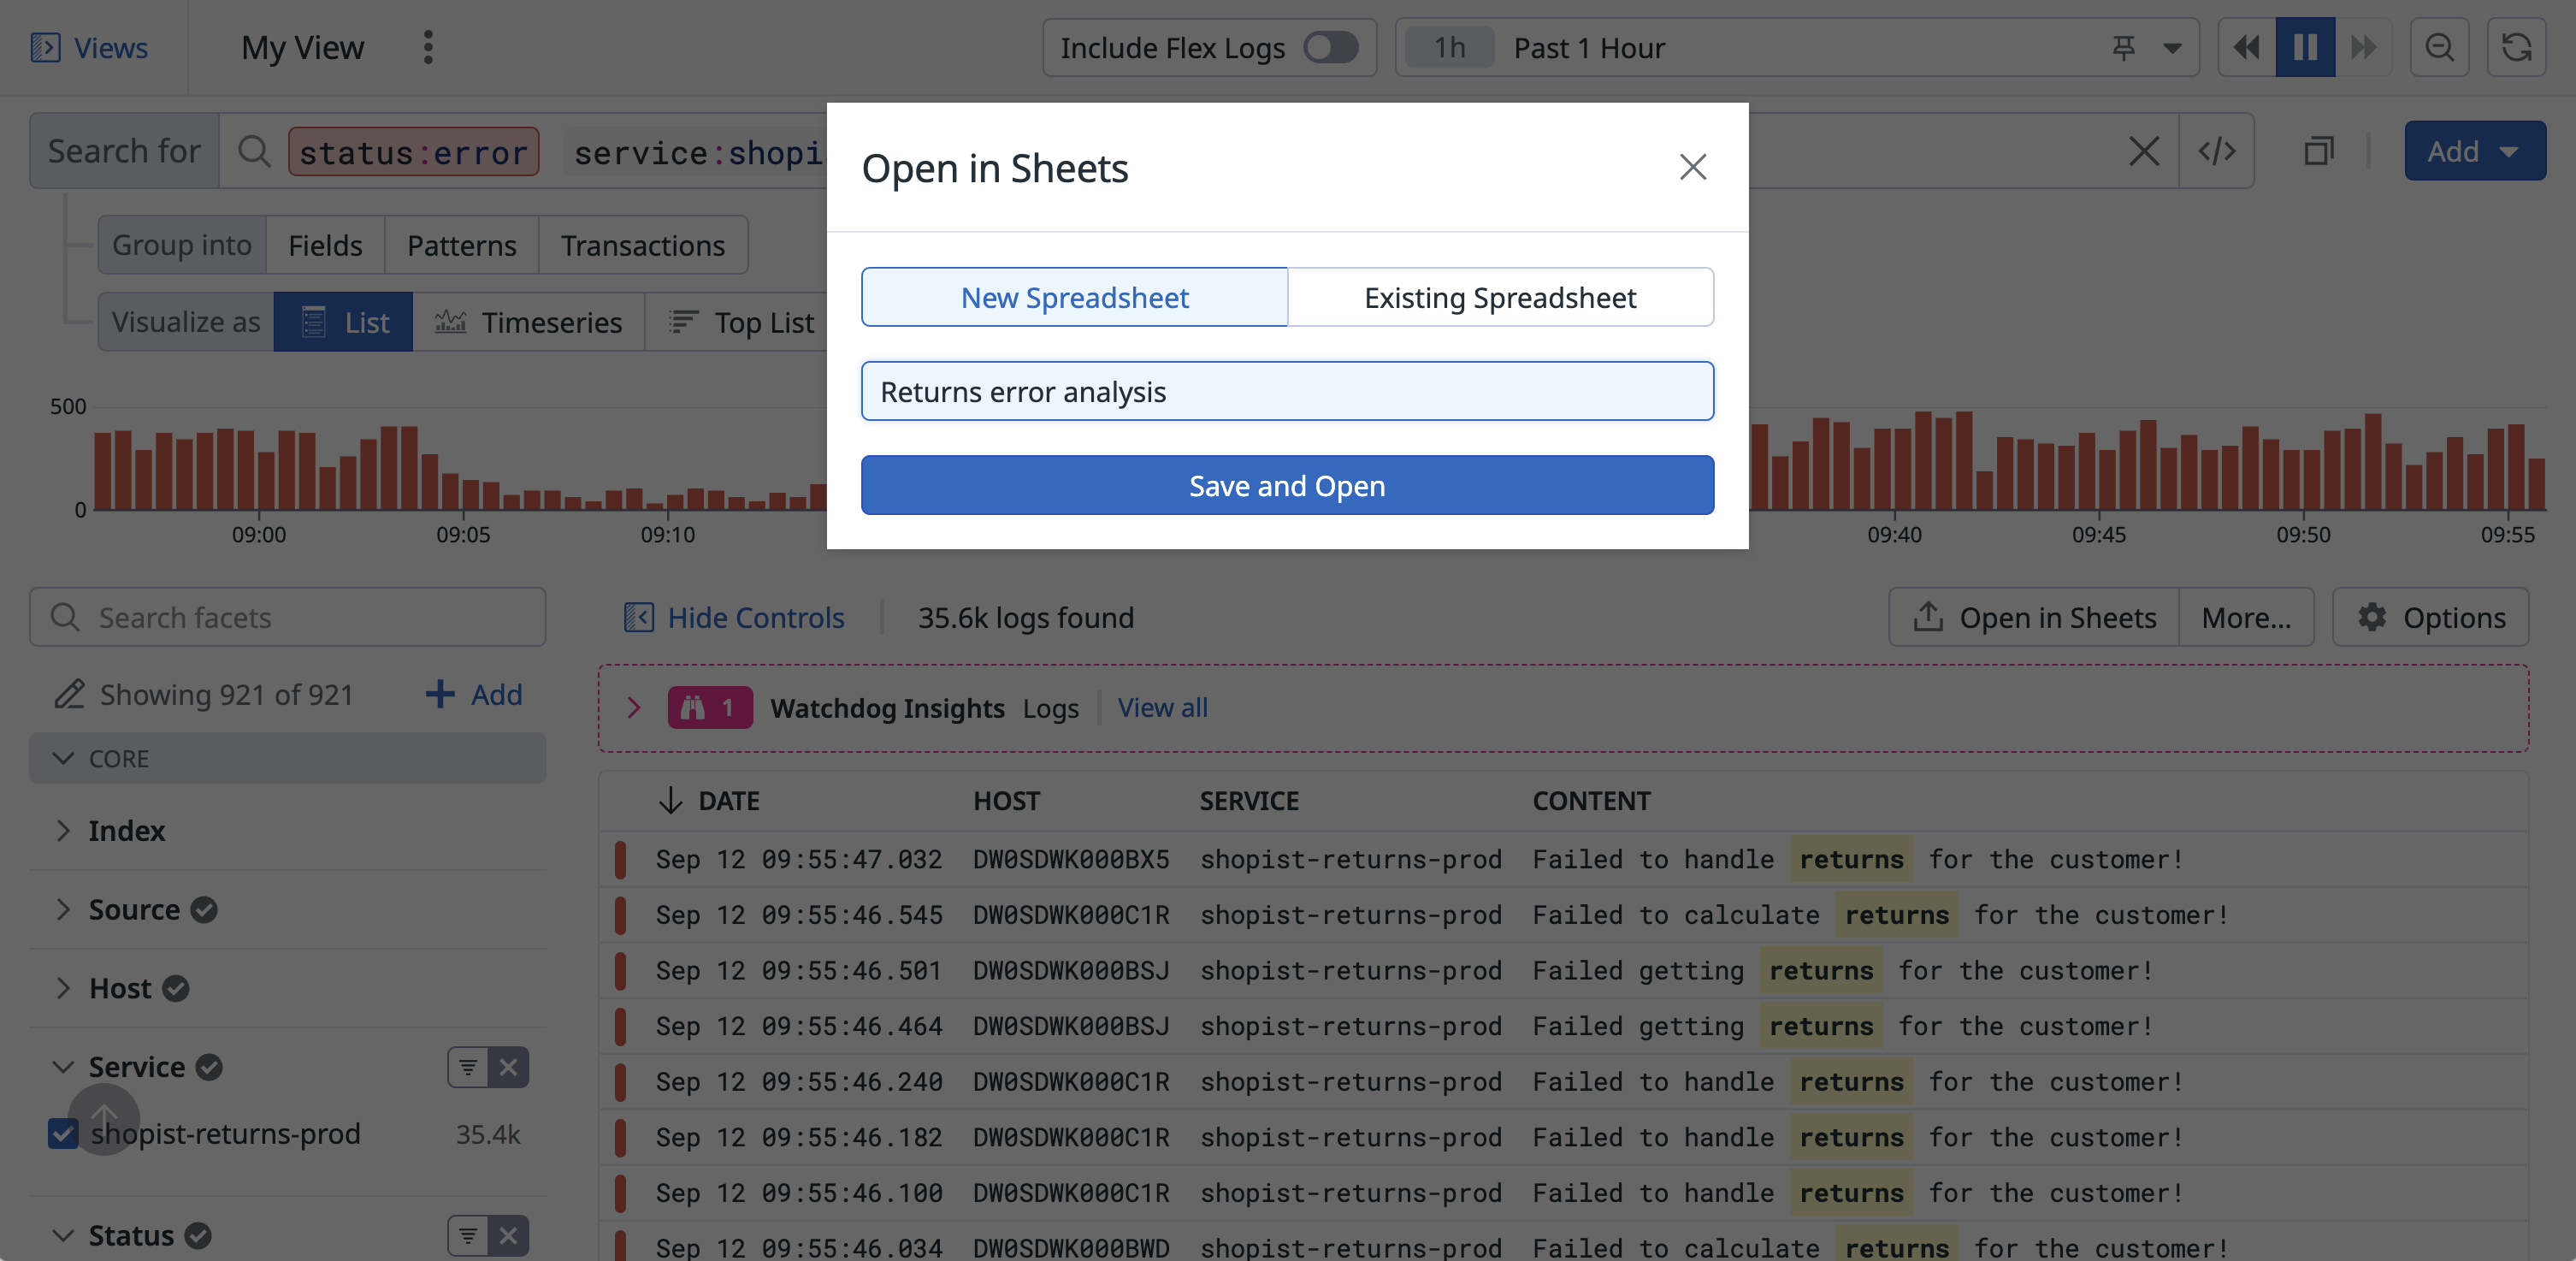 Views My View Include Flex Logs 1h Past 1 Hour
Search for status:error service:shopi Add
Open in Sheets
Group into Fields Patterns Transactions
New Spreadsheet Existing Spreadsheet
Visualize as List Timeseries Top List
Returns error analysis
Save and Open
500
0
09:00 09:05 09:10 09:40 09:45 09:50 09:55
Search facets Hide Controls 35.6k logs found Open in Sheets More... Options
Showing 921 of 921 Add
1 Watchdog Insights Logs View all
CORE
Index
Source
Host
Service
shopist-returns-prod 35.4k
Status
DATE HOST SERVICE CONTENT
Sep 12 09:55:47.032 DW0SDWK000BX5 shopist-returns-prod Failed to handle returns for the customer!
Sep 12 09:55:46.545 DW0SDWK000C1R shopist-returns-prod Failed to calculate returns for the customer!
Sep 12 09:55:46.501 DW0SDWK000BSJ shopist-returns-prod Failed getting returns for the customer!
Sep 12 09:55:46.464 DW0SDWK000BSJ shopist-returns-prod Failed getting returns for the customer!
Sep 12 09:55:46.240 DW0SDWK000C1R shopist-returns-prod Failed to handle returns for the customer!
Sep 12 09:55:46.182 DW0SDWK000C1R shopist-returns-prod Failed to handle returns for the customer!
Sep 12 09:55:46.100 DW0SDWK000C1R shopist-returns-prod Failed to handle returns for the customer!
Sep 12 09:55:46.034 DW0SDWK000BWD shopist-returns-prod Failed to calculate returns for the customer!